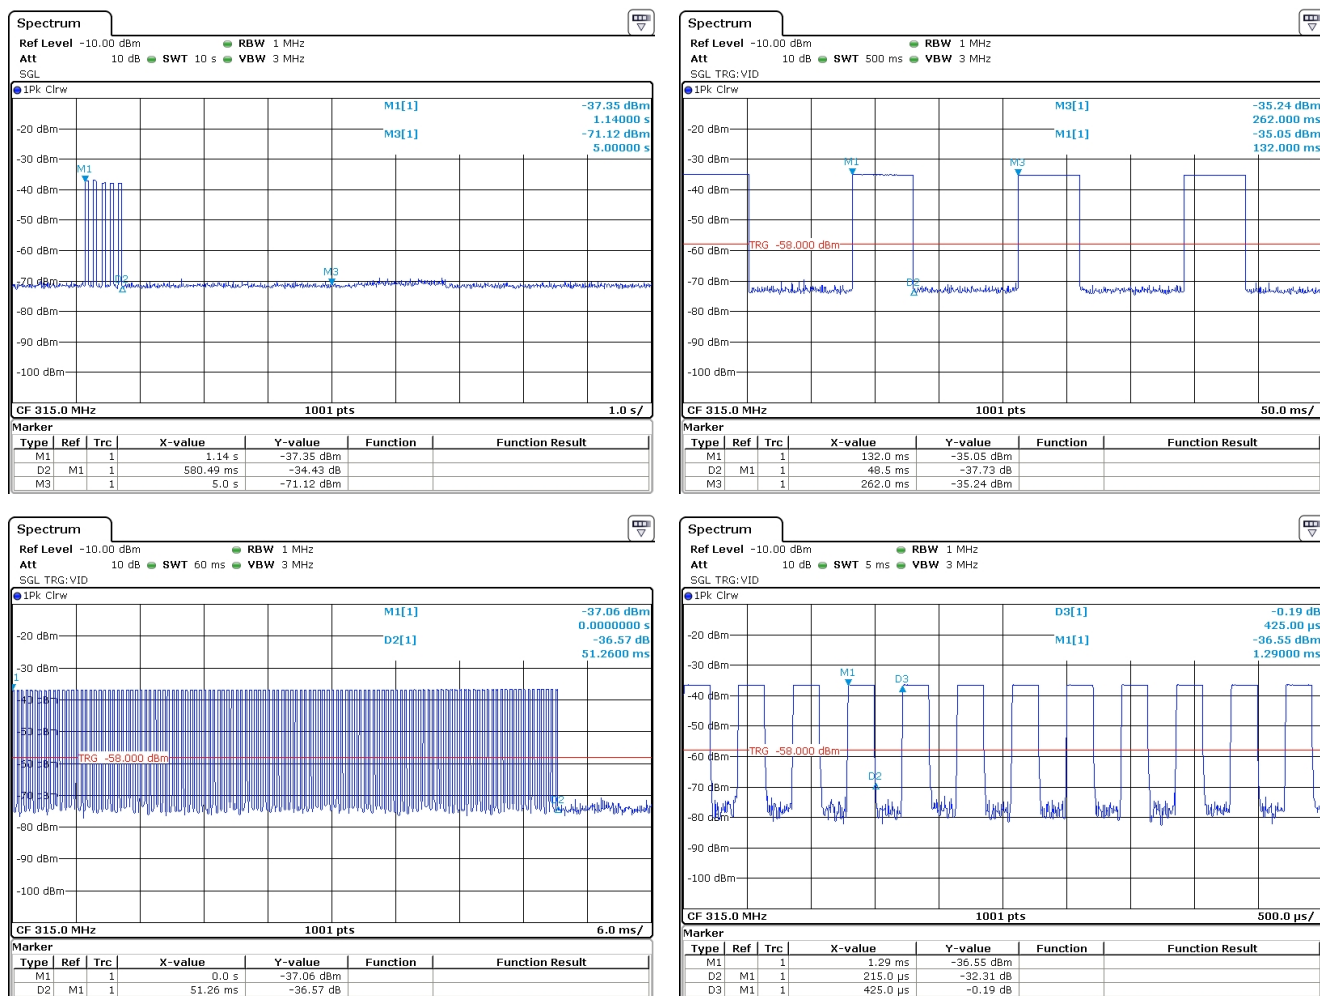 Spectrum
Ref Level -10.00 dBm RBW 1 MHz
Att 10 dB SWT 10 s VBW 3 MHz
SGL
1Pk Clrw
M1[1] -37.35 dBm
1.14000 s
M3[1] -71.12 dBm
5.00000 s
-20 dBm
-30 dBm
M1
-40 dBm
-50 dBm
-60 dBm
M3
D2
-70 dBm
-80 dBm
-90 dBm
-100 dBm
CF 315.0 MHz 1001 pts 1.0 s/
Marker
Type Ref Trc X-value Y-value Function Function Result
M1 1 1.14 s -37.35 dBm
D2 M1 1 580.49 ms -34.43 dB
M3 1 5.0 s -71.12 dBm
Spectrum
Ref Level -10.00 dBm RBW 1 MHz
Att 10 dB SWT 500 ms VBW 3 MHz
SGL TRG:VID
1Pk Clrw
M3[1] -35.24 dBm
262.000 ms
M1[1] -35.05 dBm
132.000 ms
-20 dBm
-30 dBm
M1 M3
-40 dBm
-50 dBm
TRG -58.000 dBm
-60 dBm
-70 dBm
D2
-80 dBm
-90 dBm
-100 dBm
CF 315.0 MHz 1001 pts 50.0 ms/
Marker
Type Ref Trc X-value Y-value Function Function Result
M1 1 132.0 ms -35.05 dBm
D2 M1 1 48.5 ms -37.73 dB
M3 1 262.0 ms -35.24 dBm
Spectrum
Ref Level -10.00 dBm RBW 1 MHz
Att 10 dB SWT 60 ms VBW 3 MHz
SGL TRG:VID
1Pk Clrw
M1[1] -37.06 dBm
0.0000000 s
D2[1] -36.57 dB
51.2600 ms
-20 dBm
-30 dBm
1
-40 dBm
-50 dBm
TRG -58.000 dBm
-60 dBm
-70 dBm
D2
-80 dBm
-90 dBm
-100 dBm
CF 315.0 MHz 1001 pts 6.0 ms/
Marker
Type Ref Trc X-value Y-value Function Function Result
M1 1 0.0 s -37.06 dBm
D2 M1 1 51.26 ms -36.57 dB
Spectrum
Ref Level -10.00 dBm RBW 1 MHz
Att 10 dB SWT 5 ms VBW 3 MHz
SGL TRG:VID
1Pk Clrw
D3[1] -0.19 dB
425.00 µs
M1[1] -36.55 dBm
1.29000 ms
-20 dBm
-30 dBm
M1 D3
-40 dBm
-50 dBm
TRG -58.000 dBm
-60 dBm
D2
-70 dBm
-80 dBm
-90 dBm
-100 dBm
CF 315.0 MHz 1001 pts 500.0 µs/
Marker
Type Ref Trc X-value Y-value Function Function Result
M1 1 1.29 ms -36.55 dBm
D2 M1 1 215.0 µs -32.31 dB
D3 M1 1 425.0 µs -0.19 dB